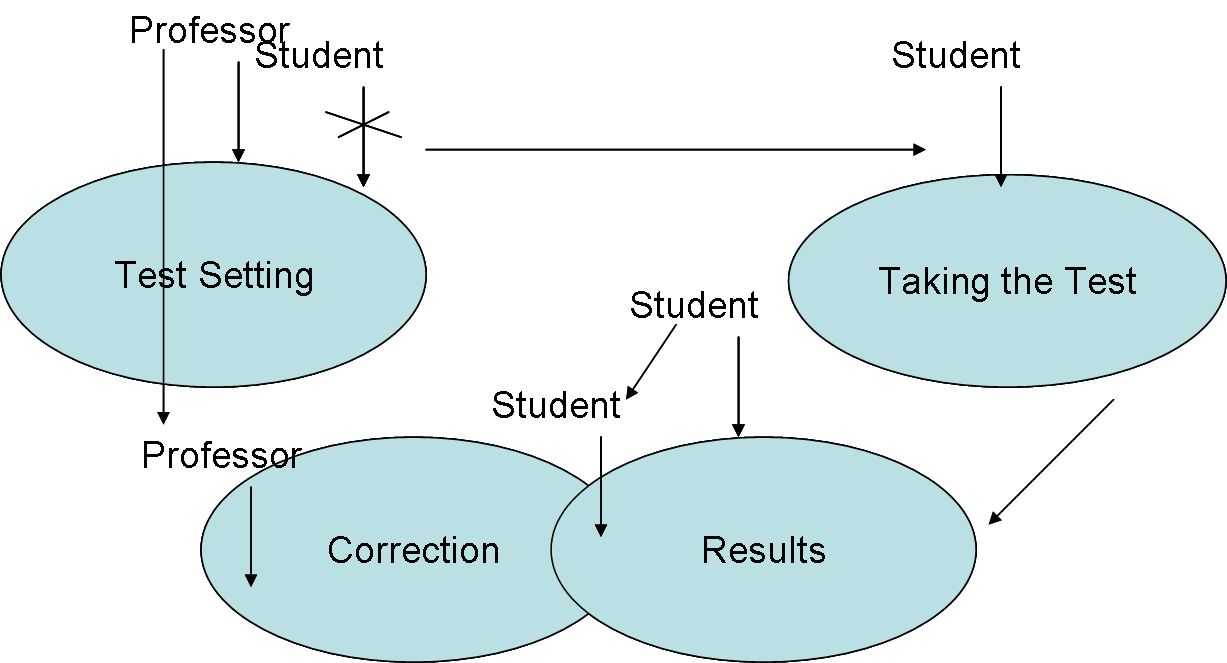 Professor
Student
Student
Test Setting
Taking the Test
Student
Student
Professor
Correction
Results